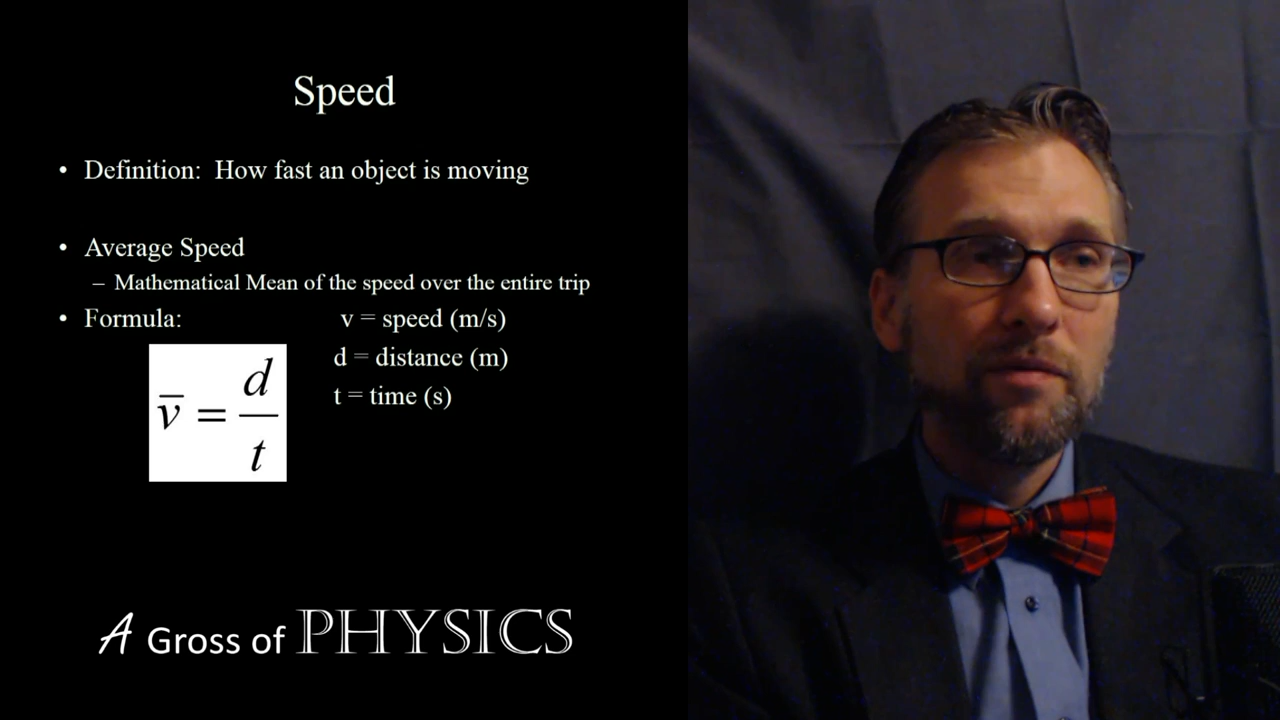 Speed
• Definition: How fast an object is moving
• Average Speed
– Mathematical Mean of the speed over the entire trip
• Formula:
v = speed (m/s)
d = distance (m)
t = time (s)
v̅ = d/t
A Gross of PHYSICS